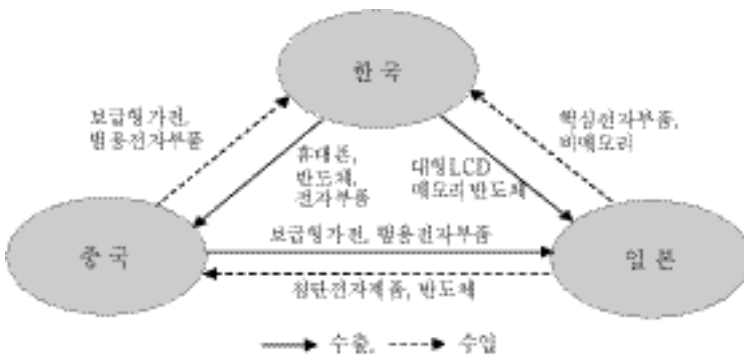 한국
보급형가전,
범용전자부품
핵심전자부품,
비메모리
휴대폰,
반도체,
전자부품
대형LCD
메모리반도체
중국
보급형가전, 범용전자부품
일본
첨단전자제품, 반도체
수출, 수입